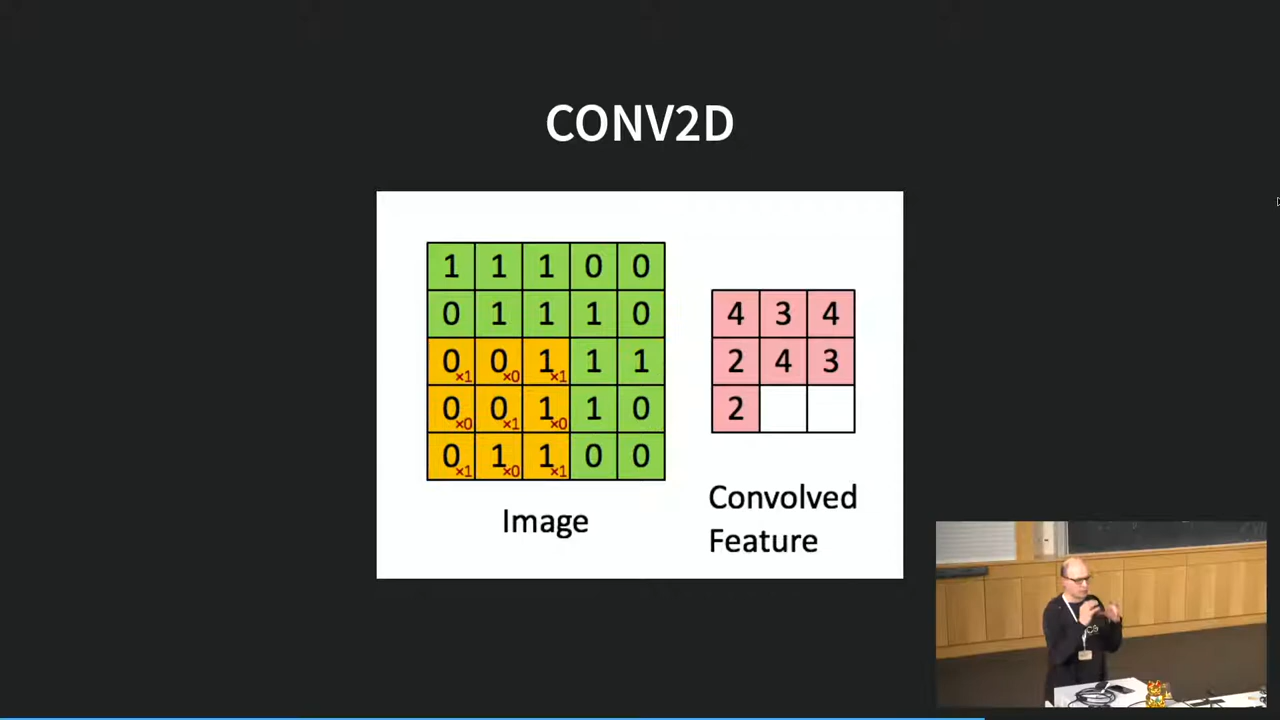 CONV2D
1 1 1 0 0
0 1 1 1 0
0×1 0×0 1×1 1 1
0×0 0×1 1×0 1 0
0×1 1×0 1×1 0 0
Image
4 3 4
2 4 3
2
Convolved
Feature